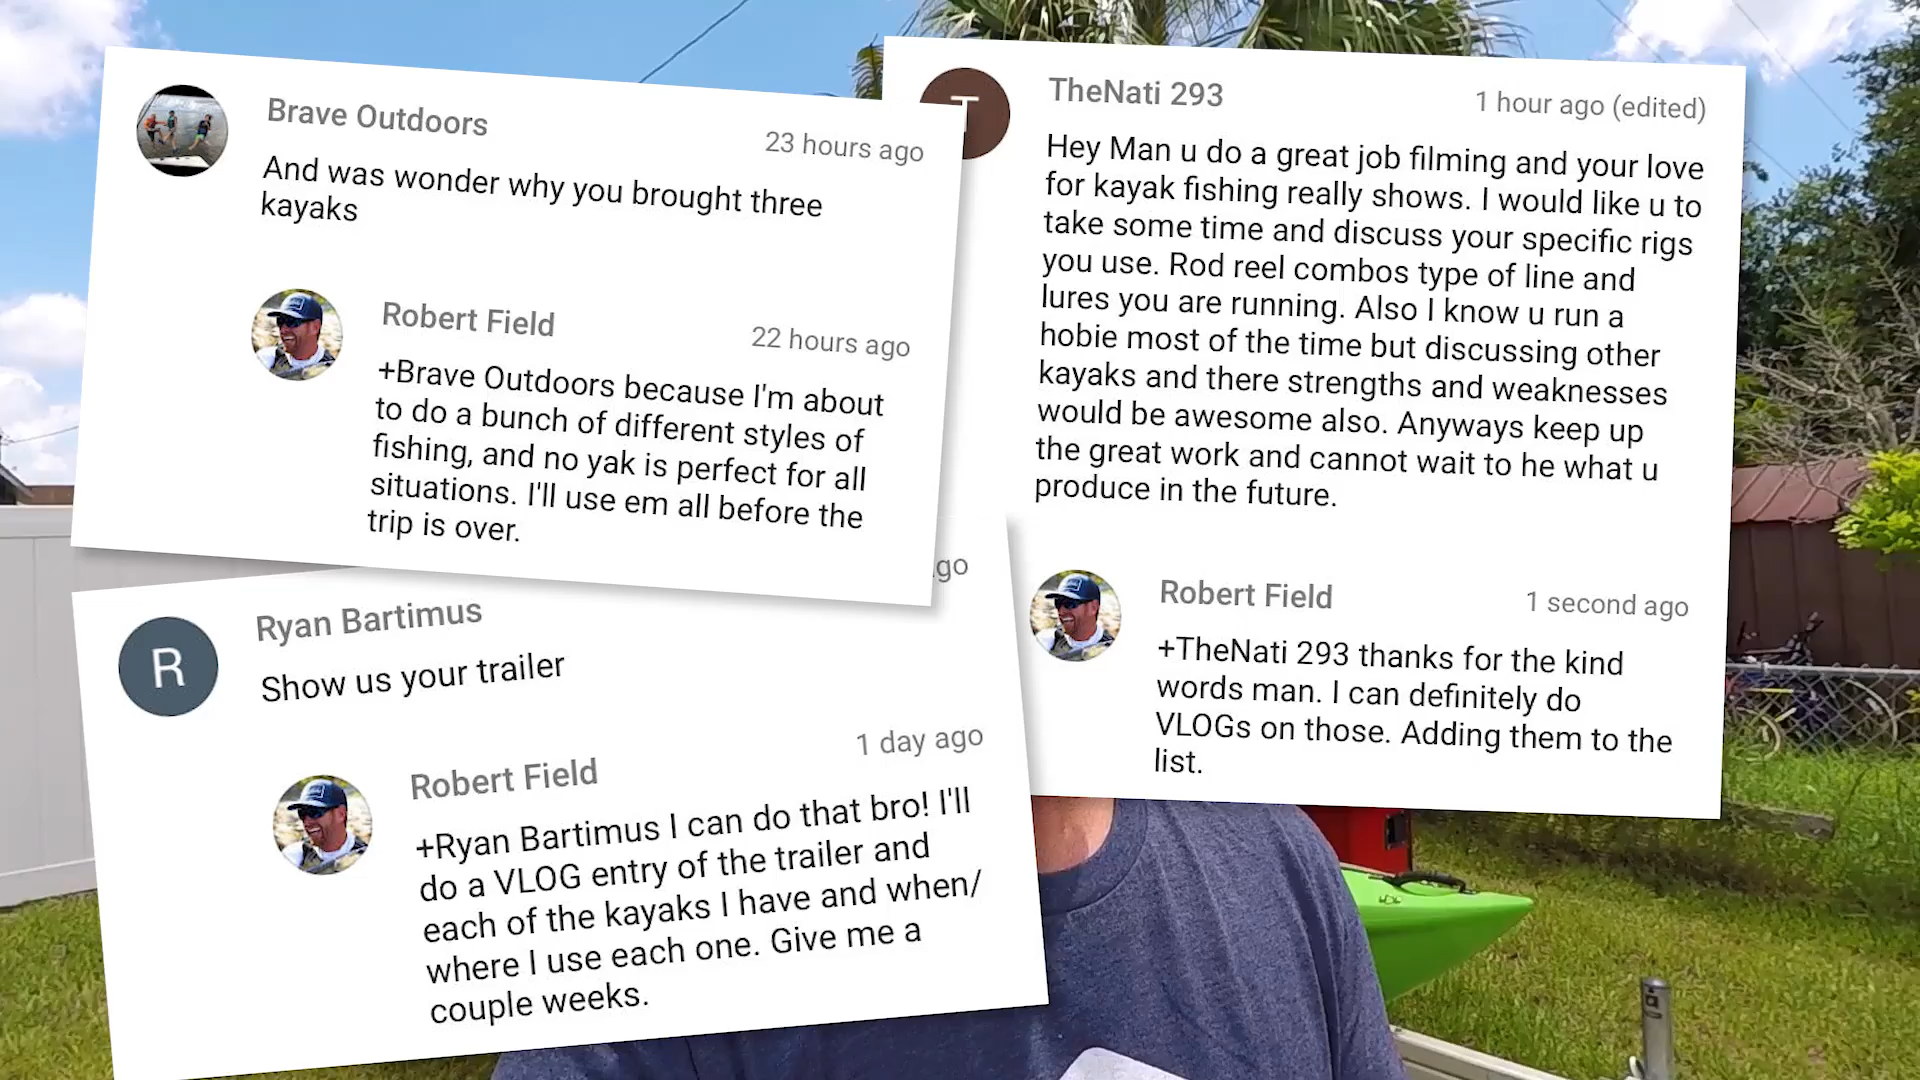 Brave Outdoors
23 hours ago
And was wonder why you brought three
kayaks
Robert Field
22 hours ago
+Brave Outdoors because I'm about
to do a bunch of different styles of
fishing, and no yak is perfect for all
situations. I'll use em all before the
trip is over.
T
TheNati 293
1 hour ago (edited)
Hey Man u do a great job filming and your love
for kayak fishing really shows. I would like u to
take some time and discuss your specific rigs
you use. Rod reel combos type of line and
lures you are running. Also I know u run a
hobie most of the time but discussing other
kayaks and there strengths and weaknesses
would be awesome also. Anyways keep up
the great work and cannot wait to he what u
produce in the future.
Robert Field
1 second ago
+TheNati 293 thanks for the kind
words man. I can definitely do
VLOGs on those. Adding them to the
list.
R
Ryan Bartimus
Show us your trailer
Robert Field
1 day ago
+Ryan Bartimus I can do that bro! I'll
do a VLOG entry of the trailer and
each of the kayaks I have and when/
where I use each one. Give me a
couple weeks.